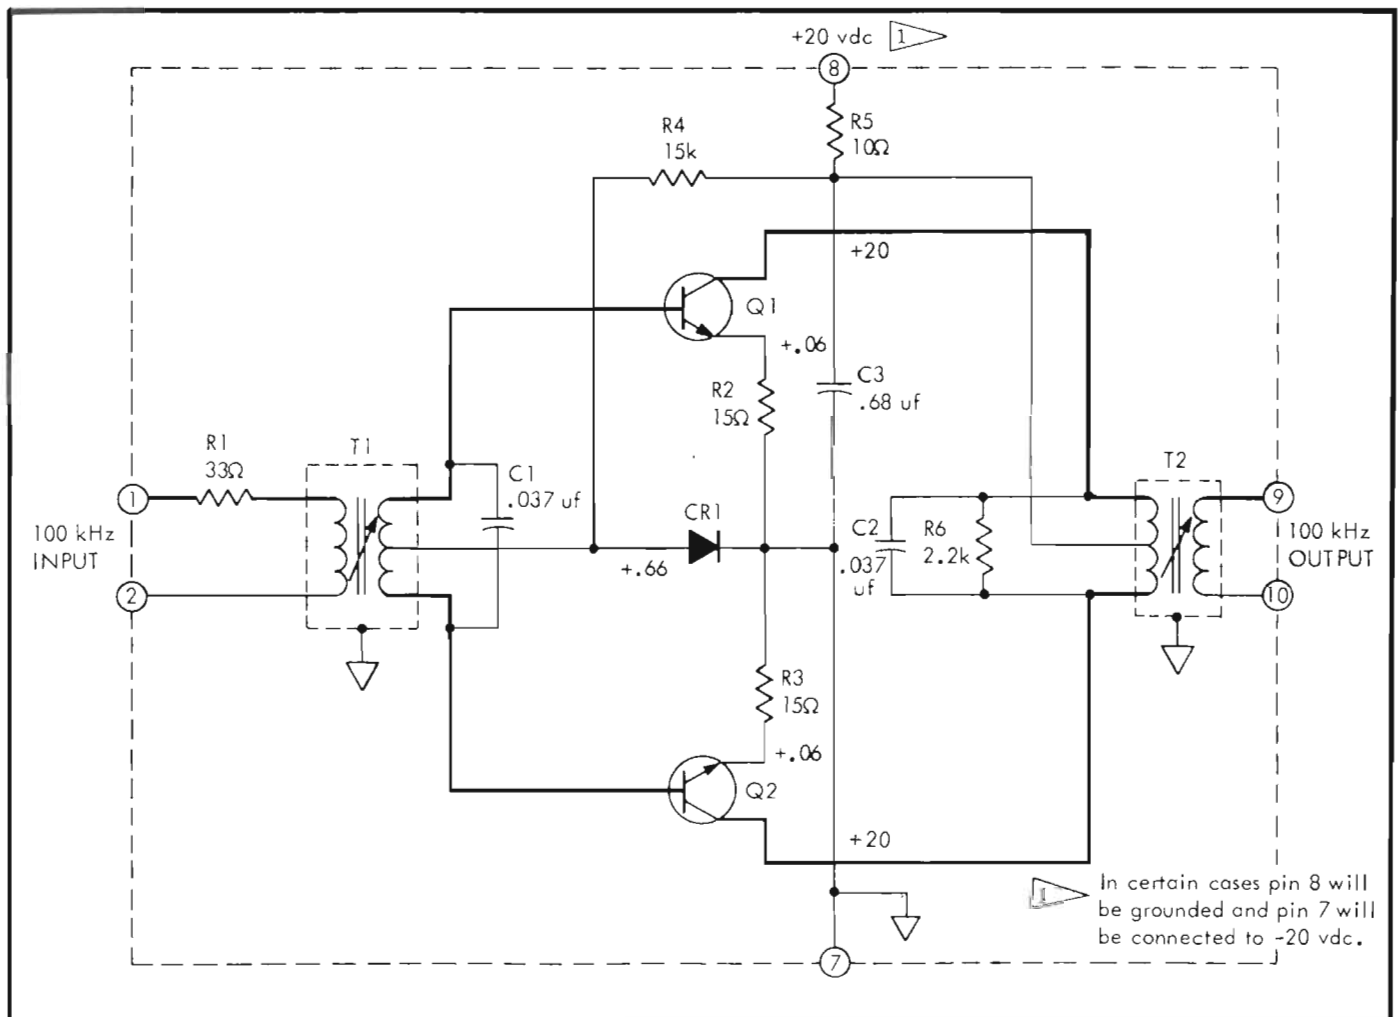 +20 vdc 1
8
R4
15k
R5
10Ω
+20
Q1
+.06
R2
15Ω
C3
.68 uf
R1
33Ω
T1
C1
.037 uf
T2
1
9
100 kHz
INPUT
CR1
+.66
C2
.037
uf
R6
2.2k
100 kHz
OUTPUT
2
10
R3
15Ω
+.06
Q2
+20
1 In certain cases pin 8 will
be grounded and pin 7 will
be connected to -20 vdc.
7